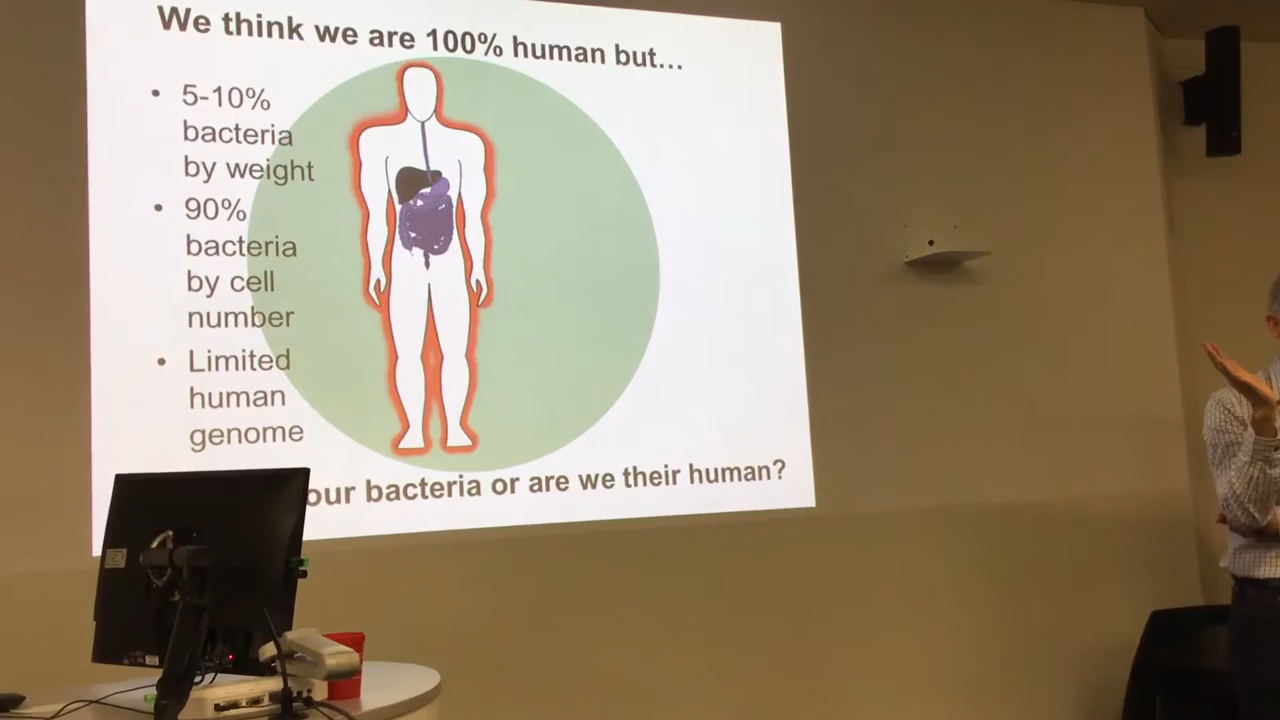 We think we are 100% human but...
• 5-10%
bacteria
by weight
• 90%
bacteria
by cell
number
• Limited
human
genome
our bacteria or are we their human?